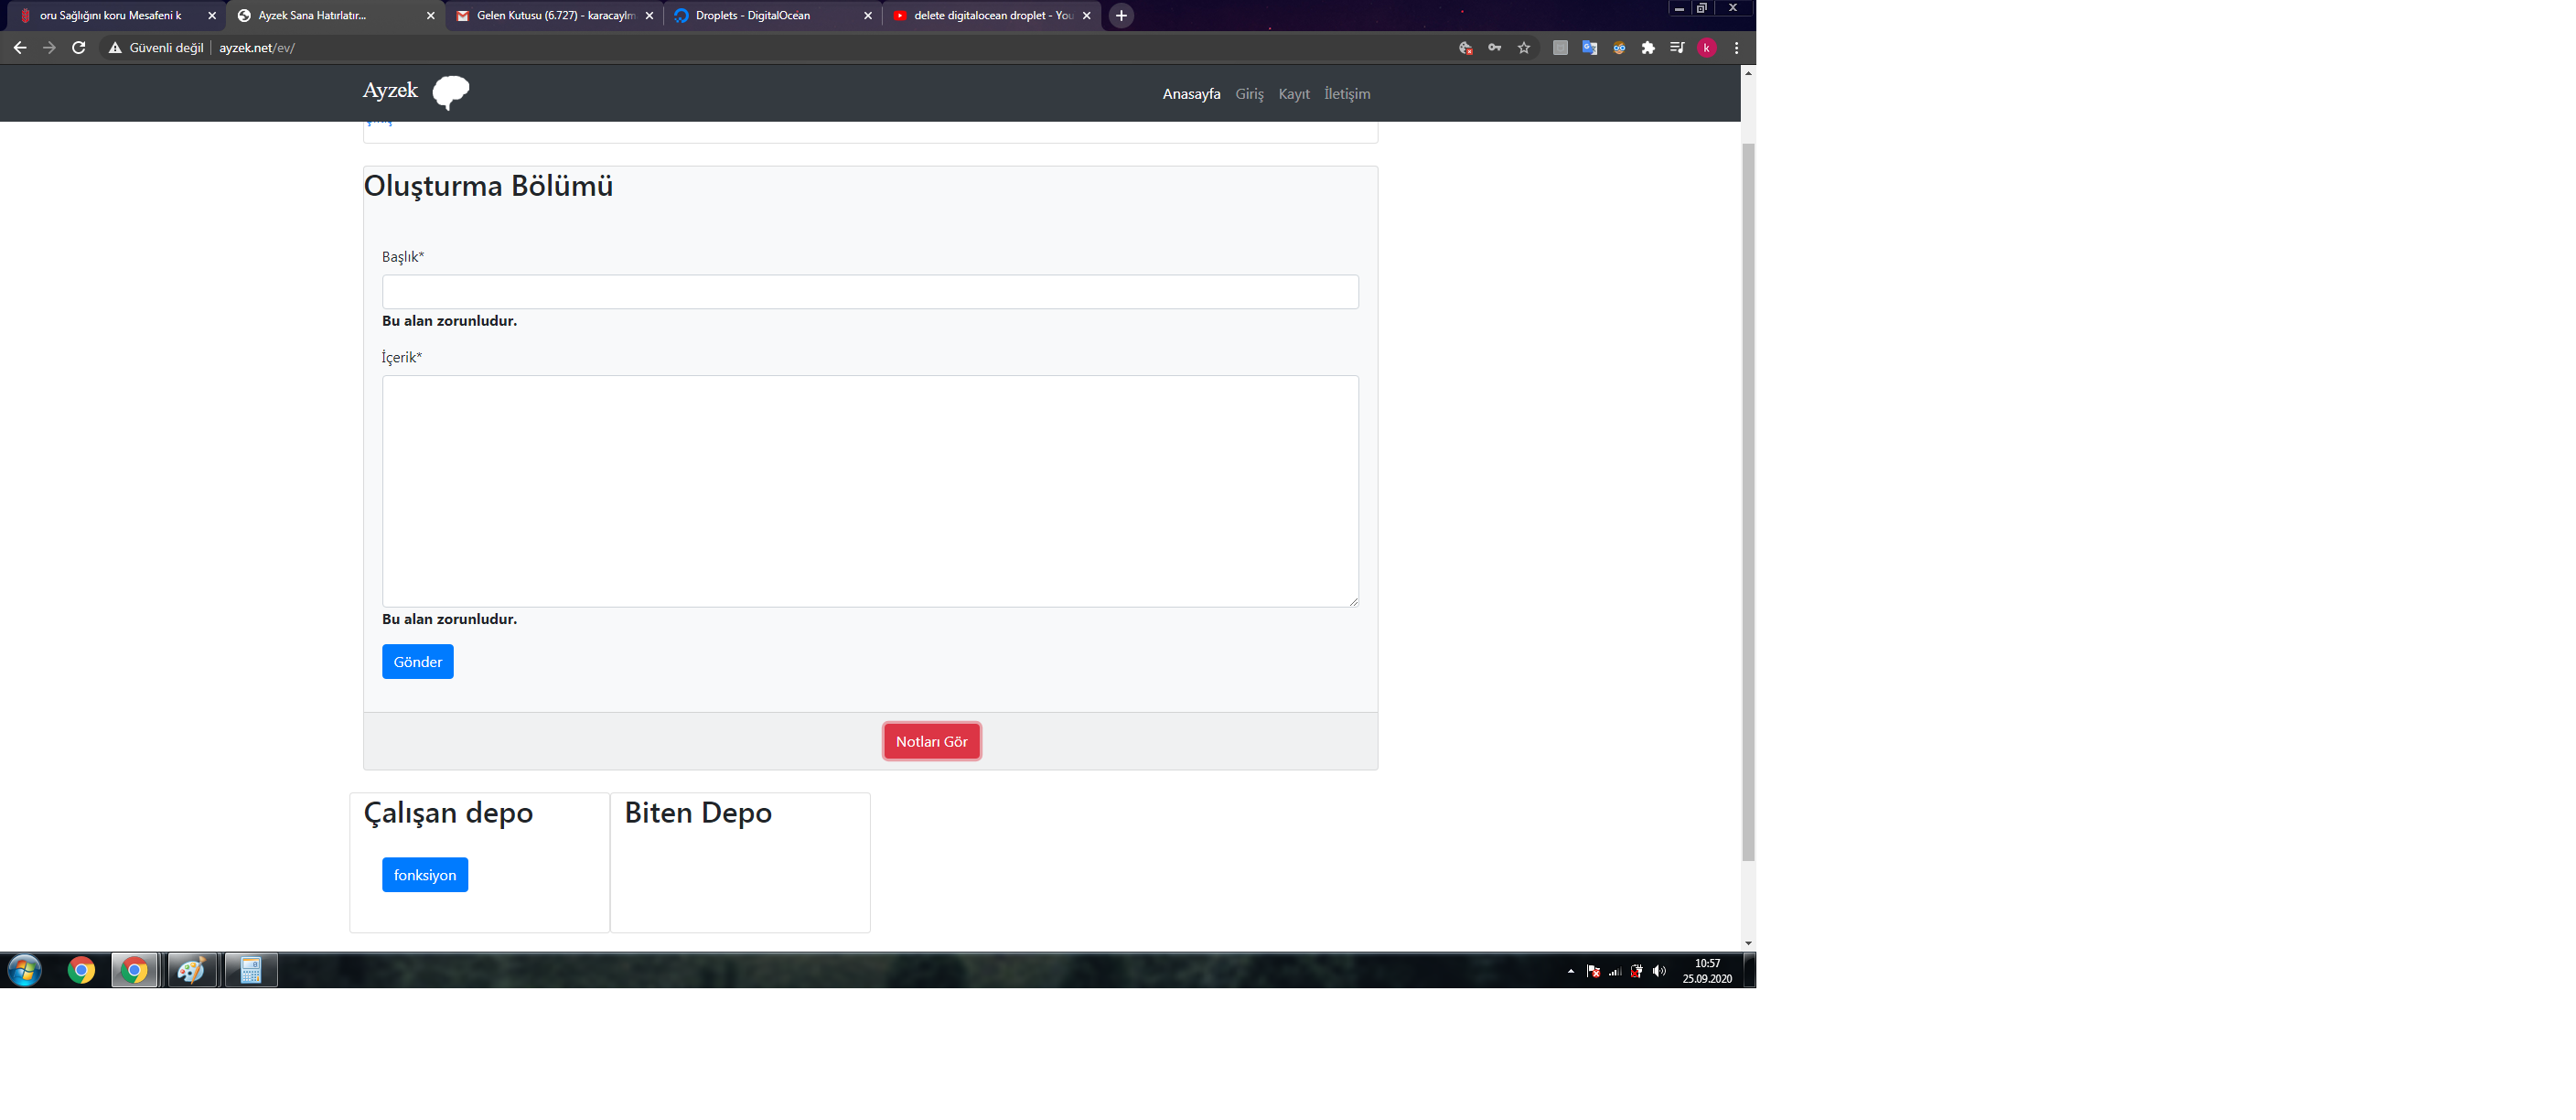 oru Sağlığını koru Mesafeni k
Ayzek Sana Hatırlatır...
Gelen Kutusu (6.727) - karacaylm
Droplets - DigitalOcean
delete digitalocean droplet - You
Güvenli değil
ayzek.net/ev/
k
Ayzek
Anasayfa
Giriş
Kayıt
İletişim
Oluşturma Bölümü
Başlık*
Bu alan zorunludur.
İçerik*
Bu alan zorunludur.
Gönder
Notları Gör
Çalışan depo
Biten Depo
fonksiyon
10:57
25.09.2020